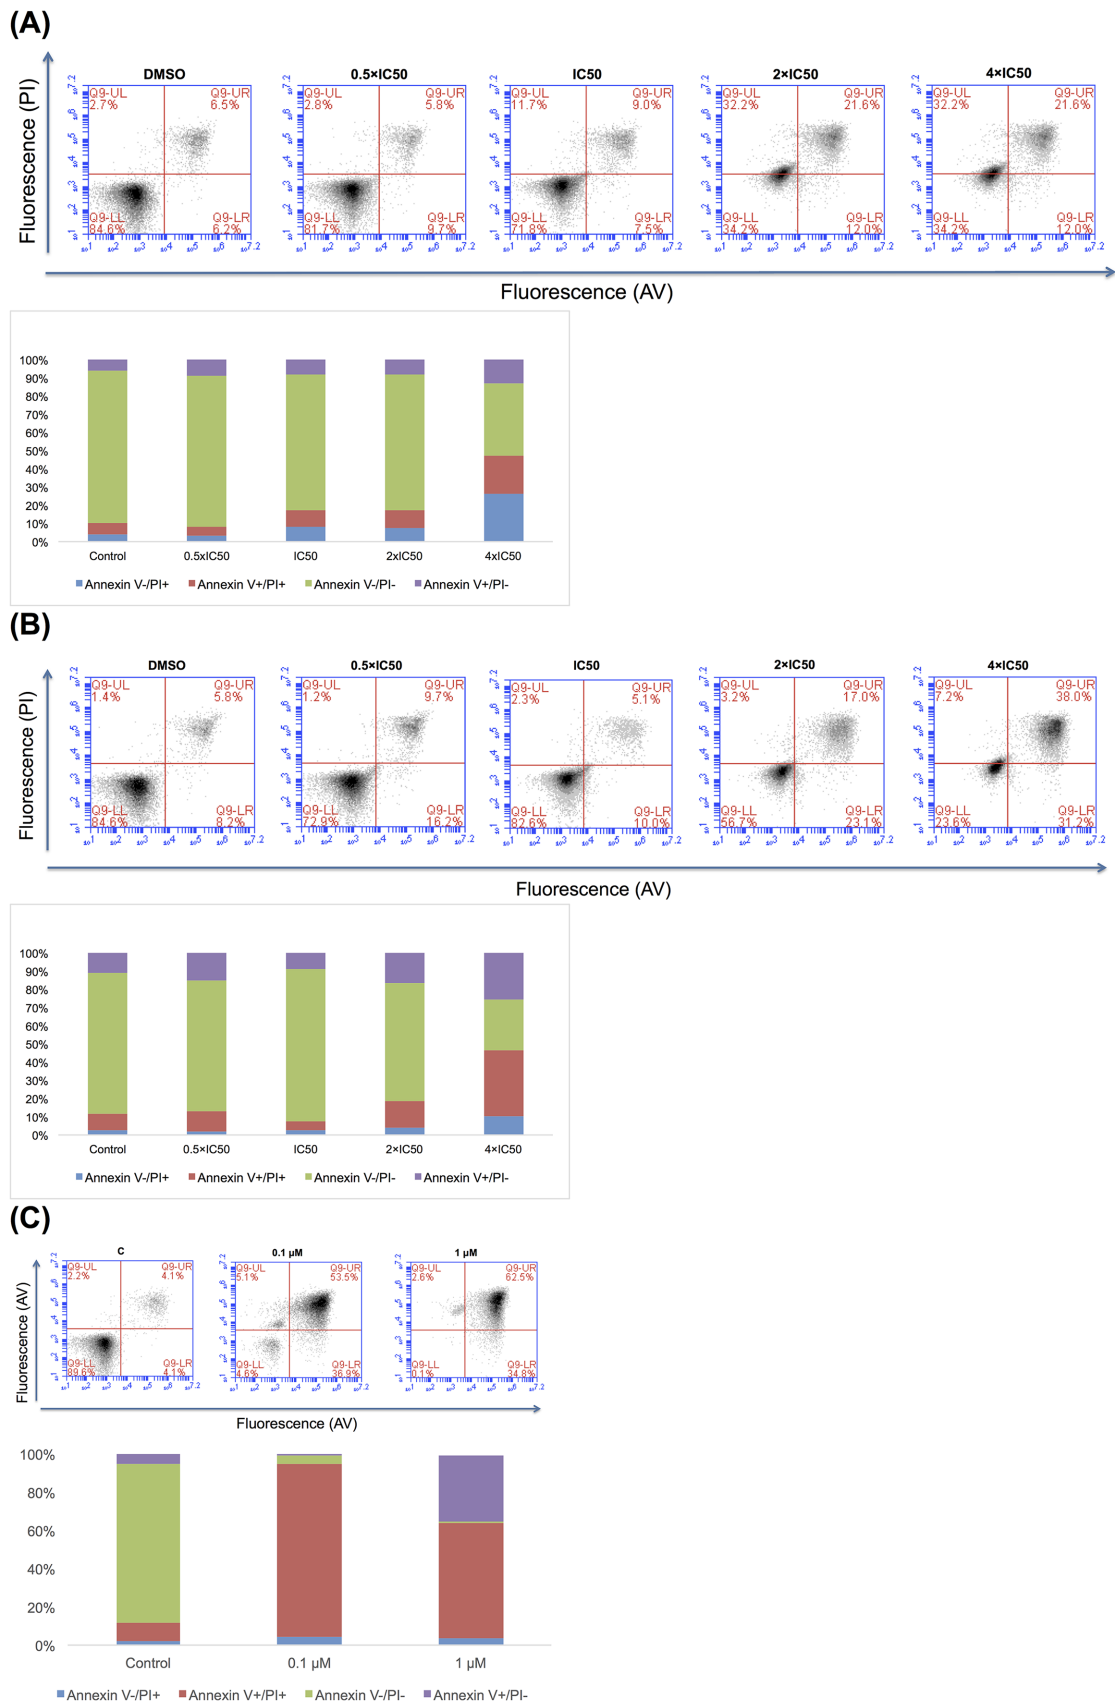 (A)
Fluorescence (PI)
DMSO
Q9-UL Q9-UR
2.7% 6.5%
Q9-LL Q9-LR
84.6% 6.2%
0.5×IC50
Q9-UL Q9-UR
2.8% 5.8%
Q9-LL Q9-LR
81.7% 9.7%
IC50
Q9-UL Q9-UR
11.7% 9.0%
Q9-LL Q9-LR
71.8% 7.5%
2×IC50
Q9-UL Q9-UR
32.2% 21.6%
Q9-LL Q9-LR
34.2% 12.0%
4×IC50
Q9-UL Q9-UR
32.2% 21.6%
Q9-LL Q9-LR
34.2% 12.0%
Fluorescence (AV)
100%
90%
80%
70%
60%
50%
40%
30%
20%
10%
0%
Control 0.5xIC50 IC50 2xIC50 4xIC50
Annexin V-/PI+ Annexin V+/PI+ Annexin V-/PI- Annexin V+/PI-
(B)
Fluorescence (PI)
DMSO
Q9-UL Q9-UR
1.4% 5.8%
Q9-LL Q9-LR
84.6% 8.2%
0.5×IC50
Q9-UL Q9-UR
1.2% 9.7%
Q9-LL Q9-LR
72.9% 16.2%
IC50
Q9-UL Q9-UR
2.3% 5.1%
Q9-LL Q9-LR
82.6% 10.0%
2×IC50
Q9-UL Q9-UR
3.2% 17.0%
Q9-LL Q9-LR
56.7% 23.1%
4×IC50
Q9-UL Q9-UR
7.2% 38.0%
Q9-LL Q9-LR
23.6% 31.2%
Fluorescence (AV)
100%
90%
80%
70%
60%
50%
40%
30%
20%
10%
0%
Control 0.5×IC50 IC50 2×IC50 4×IC50
Annexin V-/PI+ Annexin V+/PI+ Annexin V-/PI- Annexin V+/PI-
(C)
Fluorescence (AV)
C
Q9-UL Q9-UR
2.2% 4.1%
Q9-LL Q9-LR
89.6% 4.1%
0.1 µM
Q9-UL Q9-UR
5.1% 53.5%
Q9-LL Q9-LR
4.6% 36.9%
1 µM
Q9-UL Q9-UR
2.6% 62.5%
Q9-LL Q9-LR
0.1% 34.8%
Fluorescence (AV)
100%
80%
60%
40%
20%
0%
Control 0.1 µM 1 µM
Annexin V-/PI+ Annexin V+/PI+ Annexin V-/PI- Annexin V+/PI-